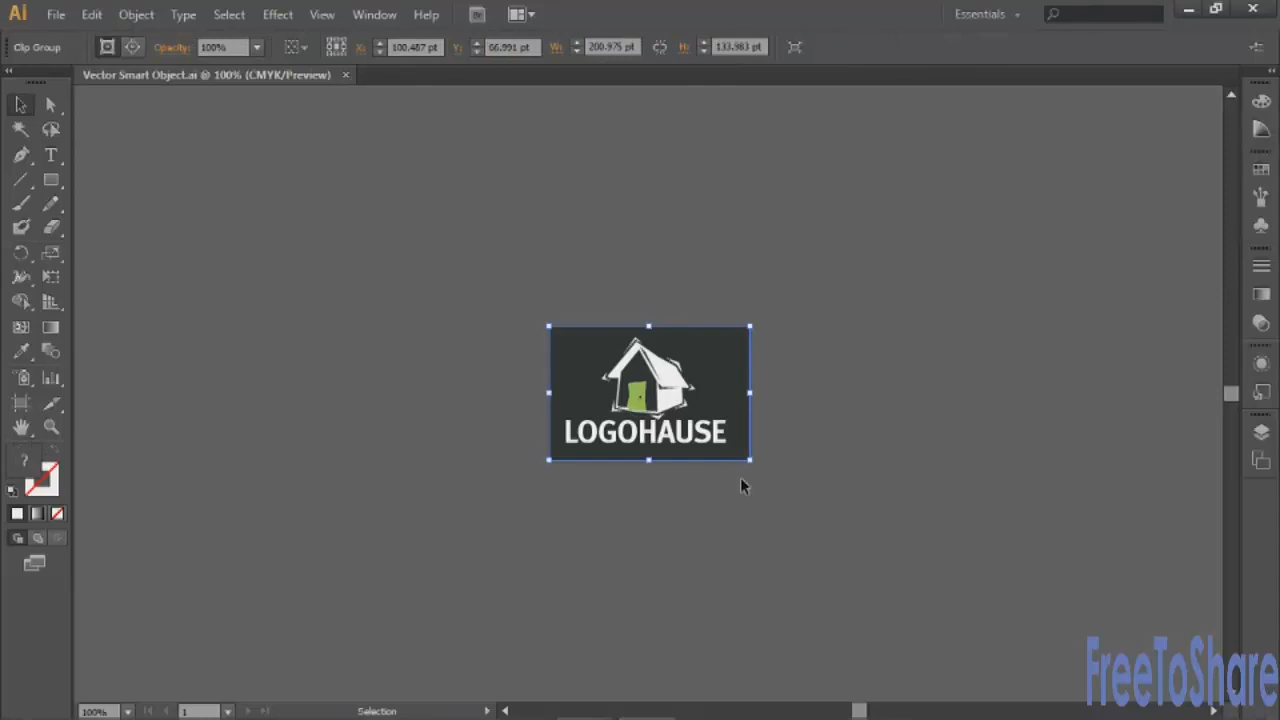 Ai File Edit Object Type Select Effect View Window Help Br Essentials
Clip Group Opacity: 100% X: 100.487 pt Y: 66.991 pt W: 200.975 pt H: 133.983 pt
Vector Smart Object.ai @ 100% (CMYK/Preview) ×
T
LOGOHAUSE
?
FreeToShare
100% 1 Selection